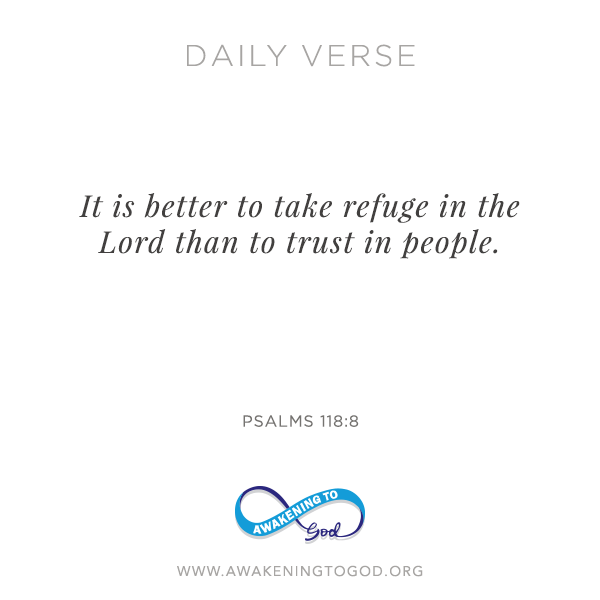 DAILY VERSE
It is better to take refuge in the
Lord than to trust in people.
PSALMS 118:8
AWAKENING TO
God
WWW.AWAKENINGTOGOD.ORG